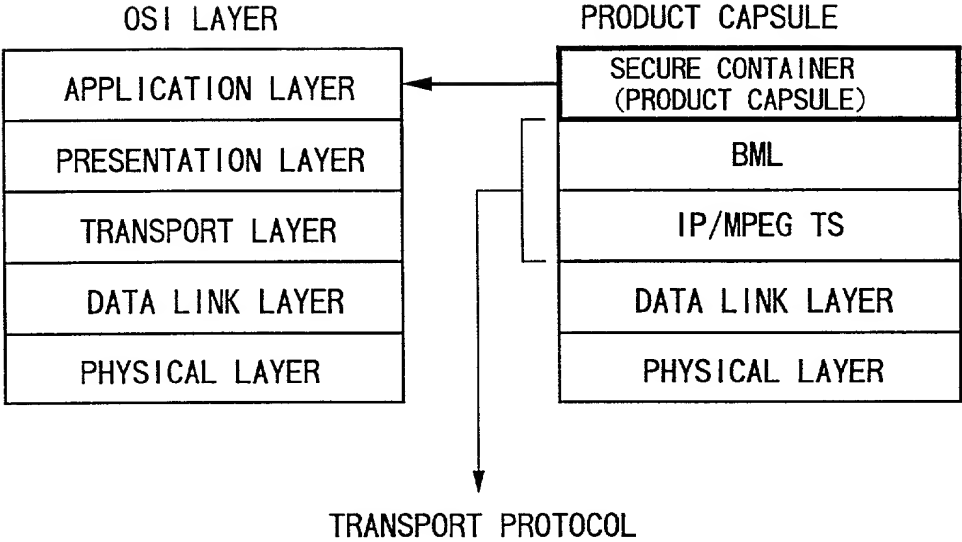 OSI LAYER
APPLICATION LAYER
PRESENTATION LAYER
TRANSPORT LAYER
DATA LINK LAYER
PHYSICAL LAYER
PRODUCT CAPSULE
SECURE CONTAINER
(PRODUCT CAPSULE)
BML
IP/MPEG TS
DATA LINK LAYER
PHYSICAL LAYER
TRANSPORT PROTOCOL